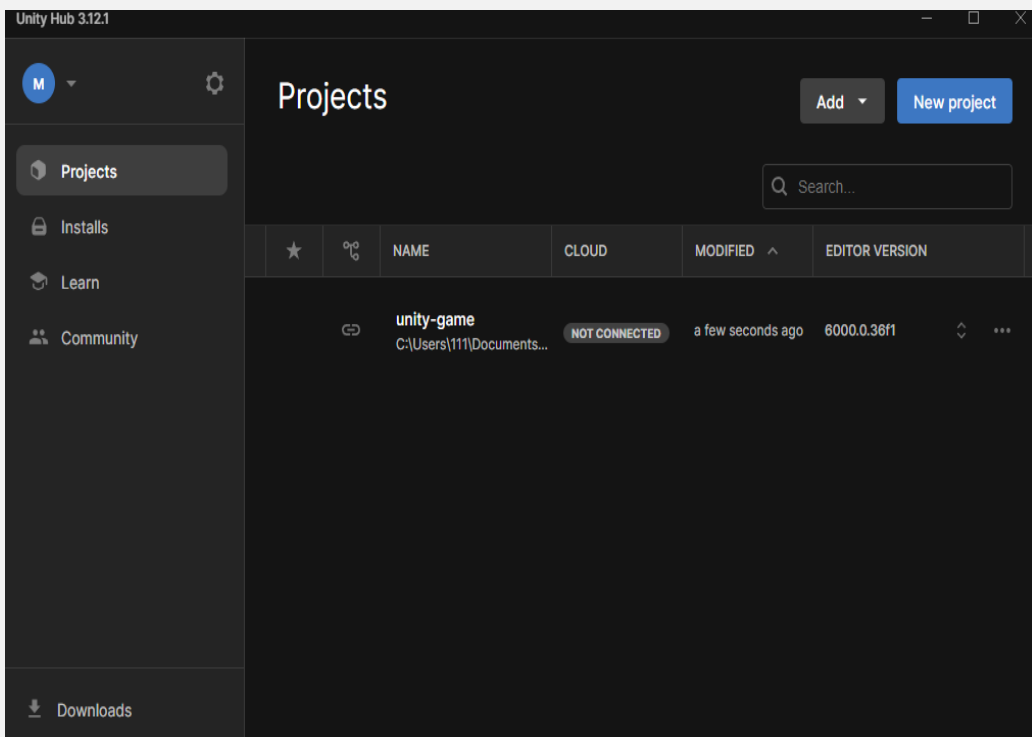 Unity Hub 3.12.1
M
Projects
Installs
Learn
Community
Downloads
Projects
Add
New project
Search...
NAME
CLOUD
MODIFIED
EDITOR VERSION
unity-game
C:\Users\111\Documents...
NOT CONNECTED
a few seconds ago
6000.0.36f1